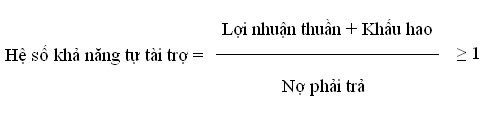 Lợi nhuận thuần + Khấu hao
Hệ số khả năng tự tài trợ = ≥ 1
Nợ phải trả